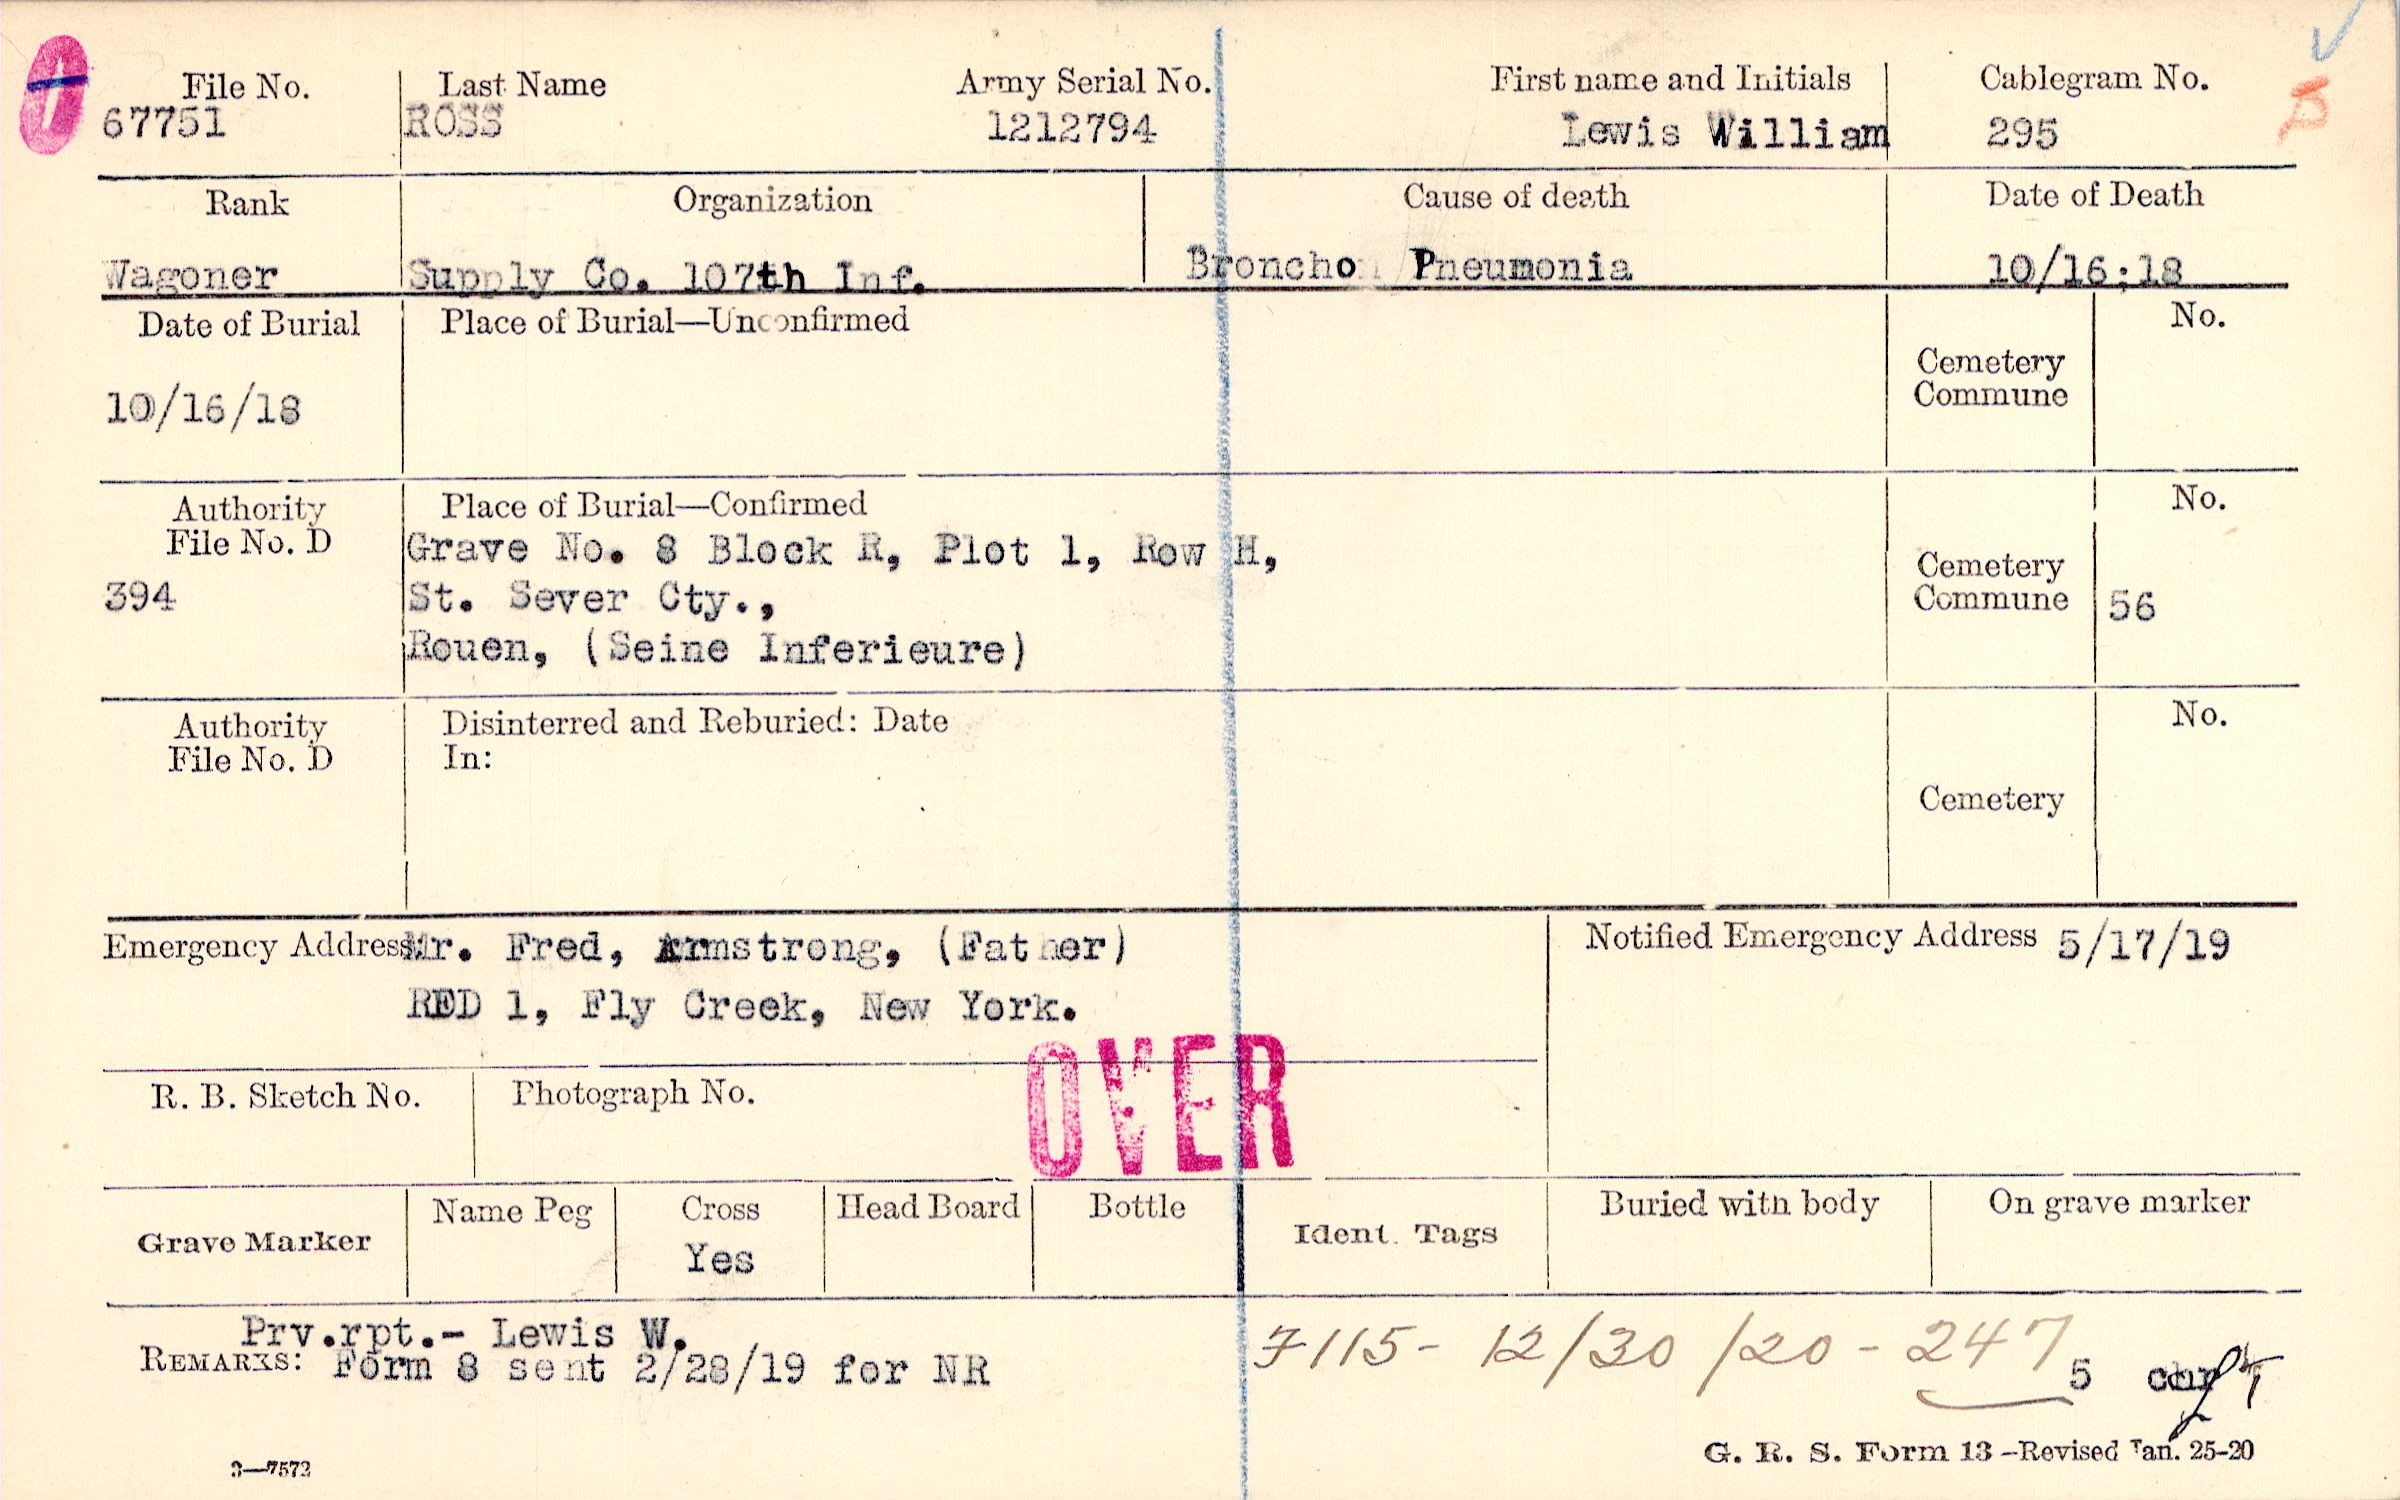 File No. Last Name Army Serial No. First name and Initials Cablegram No.
67751 ROSS 1212794 Lewis William 295
Rank Organization Cause of death Date of Death
Wagoner Supply Co. 107th Inf. Broncho Pneumonia 10/16;18
Date of Burial Place of Burial—Unconfirmed No.
Cemetery
Commune
10/16/18
Authority Place of Burial—Confirmed No.
File No. D Grave No. 8 Block R, Plot 1, Row H,
Cemetery
394 St. Sever Cty., Commune 56
Rouen, (Seine Inferieure)
Authority Disinterred and Reburied: Date No.
File No. D In:
Cemetery
Emergency Address Mr. Fred, Armstrong, (Father) Notified Emergency Address 5/17/19
RED 1, Fly Creek, New York.
OVER
R. B. Sketch No. Photograph No.
Grave Marker Name Peg Cross Head Board Bottle Ident. Tags Buried with body On grave marker
Yes
Prv.rpt.- Lewis W.
REMARKS: Form 8 sent 2/28/19 for NR 7115- 12/30/20-247
5
3—7572 G. R. S. Form 13-Revised Jan. 25-20